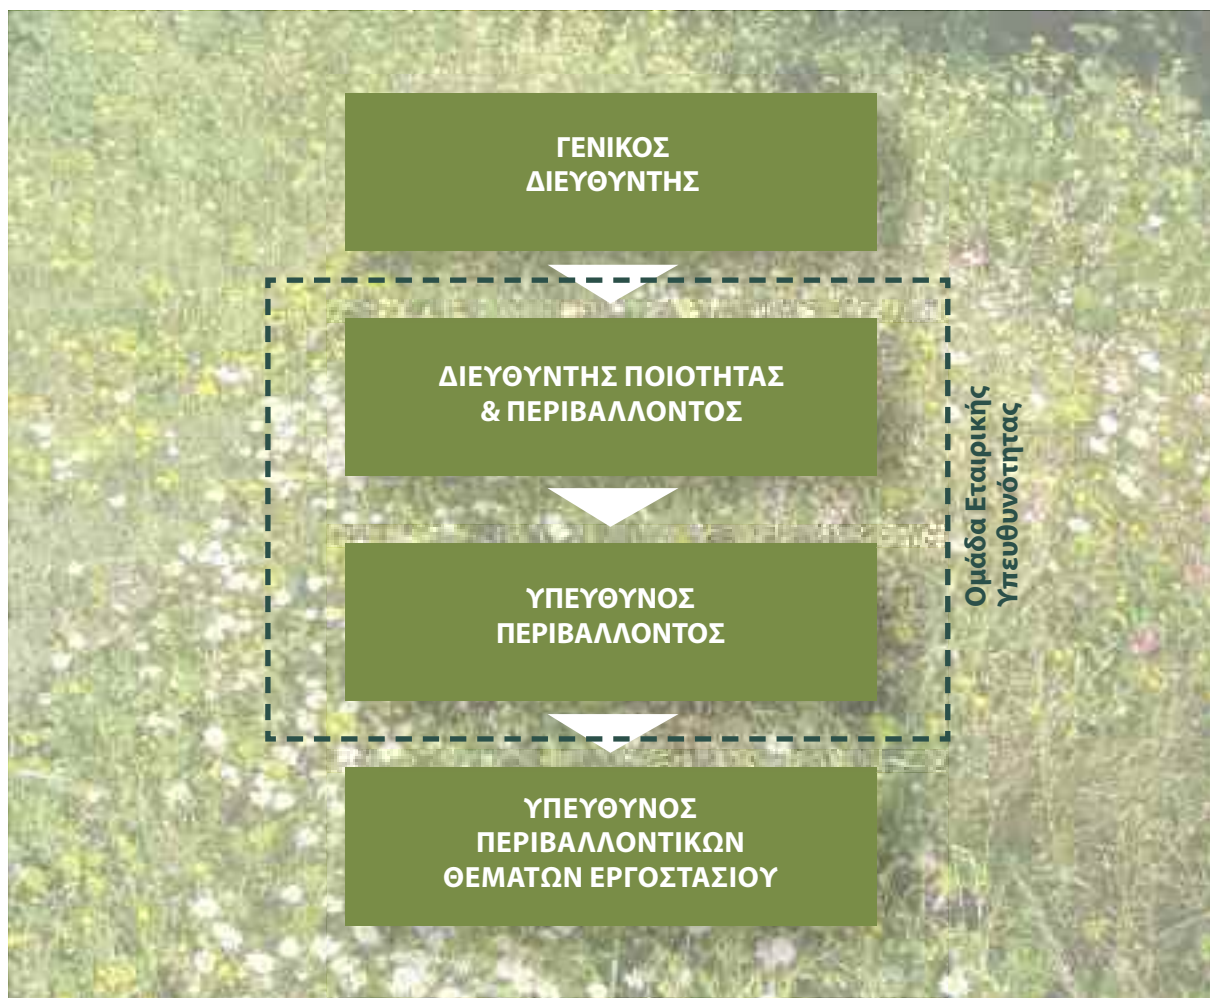 ΓΕΝΙΚΟΣ
ΔΙΕΥΘΥΝΤΗΣ
ΔΙΕΥΘΥΝΤΗΣ ΠΟΙΟΤΗΤΑΣ
& ΠΕΡΙΒΑΛΛΟΝΤΟΣ
ΥΠΕΥΘΥΝΟΣ
ΠΕΡΙΒΑΛΛΟΝΤΟΣ
Ομάδα Εταιρικής
Υπευθυνότητας
ΥΠΕΥΘΥΝΟΣ
ΠΕΡΙΒΑΛΛΟΝΤΙΚΩΝ
ΘΕΜΑΤΩΝ ΕΡΓΟΣΤΑΣΙΟΥ